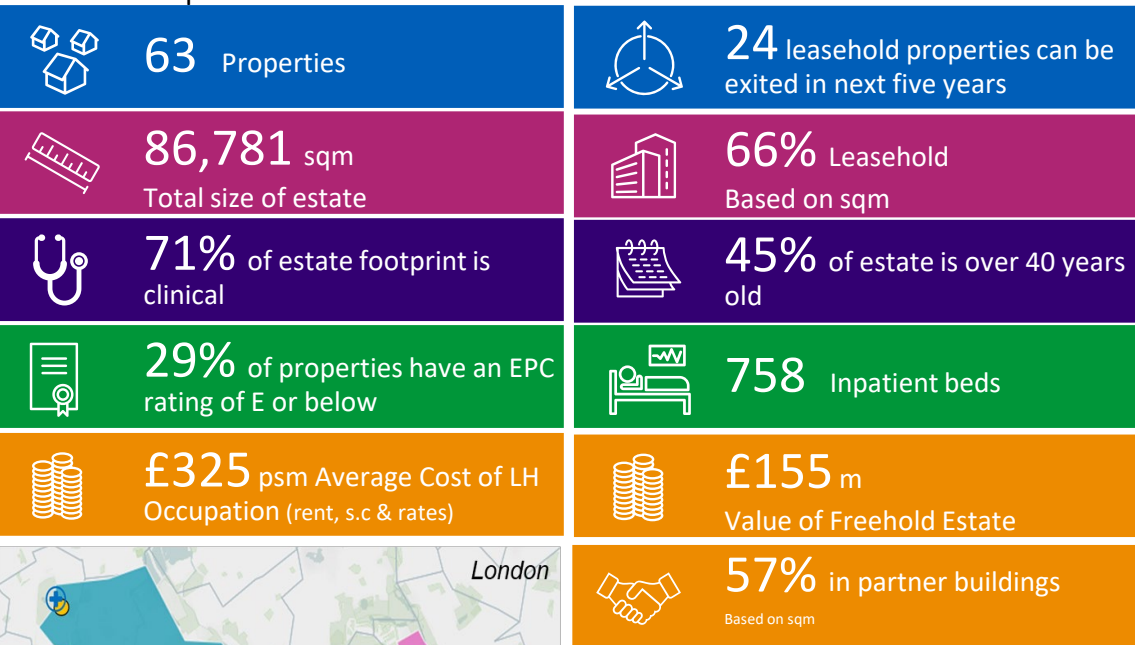 63 Properties
24 leasehold properties can be
exited in next five years
86,781 sqm
Total size of estate
66% Leasehold
Based on sqm
71% of estate footprint is
clinical
45% of estate is over 40 years
old
29% of properties have an EPC
rating of E or below
758 Inpatient beds
£325 psm Average Cost of LH
Occupation (rent, s.c & rates)
£155 m
Value of Freehold Estate
London
57% in partner buildings
Based on sqm